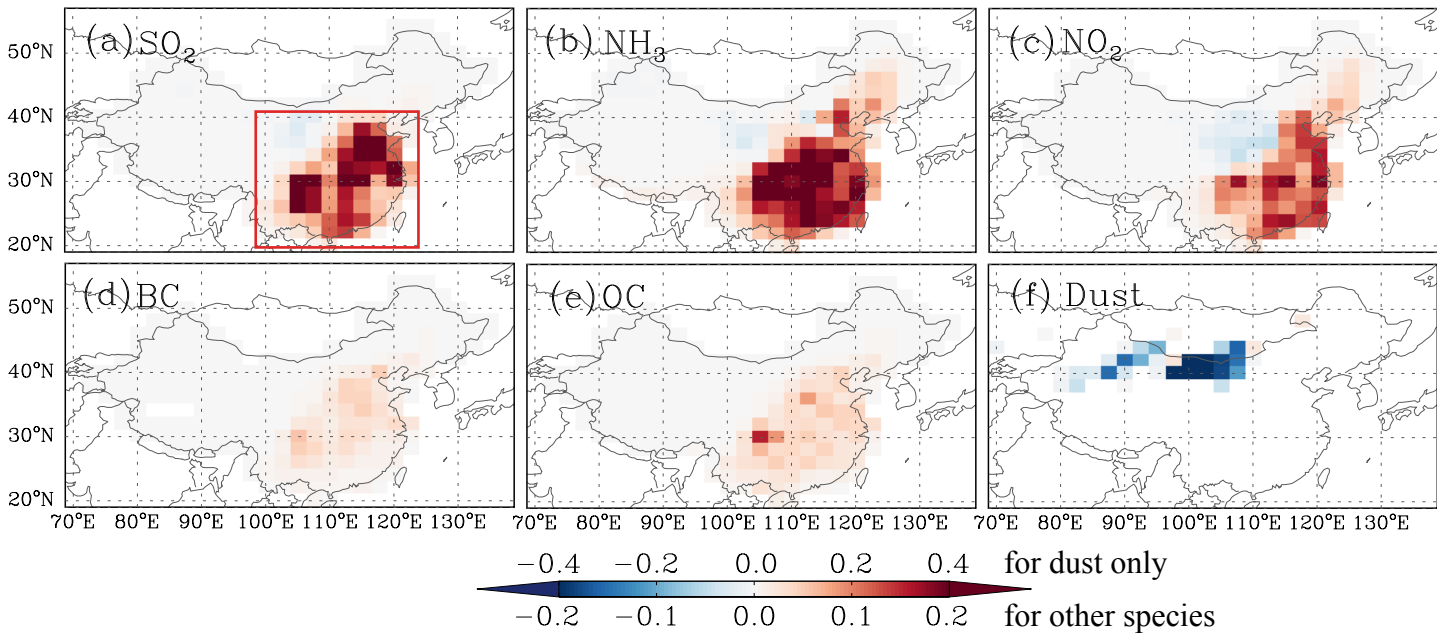 (a) SO₂ (b) NH₃ (c) NO₂
50°N
40°N
30°N
20°N
(d) BC (e) OC (f) Dust
50°N
40°N
30°N
20°N
70°E 80°E 90°E 100°E 110°E 120°E 130°E 70°E 80°E 90°E 100°E 110°E 120°E 130°E 70°E 80°E 90°E 100°E 110°E 120°E 130°E
−0.4 −0.2 0.0 0.2 0.4 for dust only
−0.2 −0.1 0.0 0.1 0.2 for other species